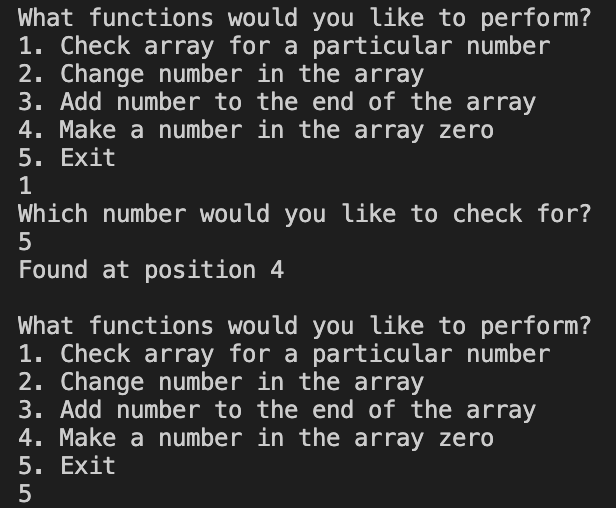 What functions would you like to perform?
1. Check array for a particular number
2. Change number in the array
3. Add number to the end of the array
4. Make a number in the array zero
5. Exit
1
Which number would you like to check for?
5
Found at position 4

What functions would you like to perform?
1. Check array for a particular number
2. Change number in the array
3. Add number to the end of the array
4. Make a number in the array zero
5. Exit
5